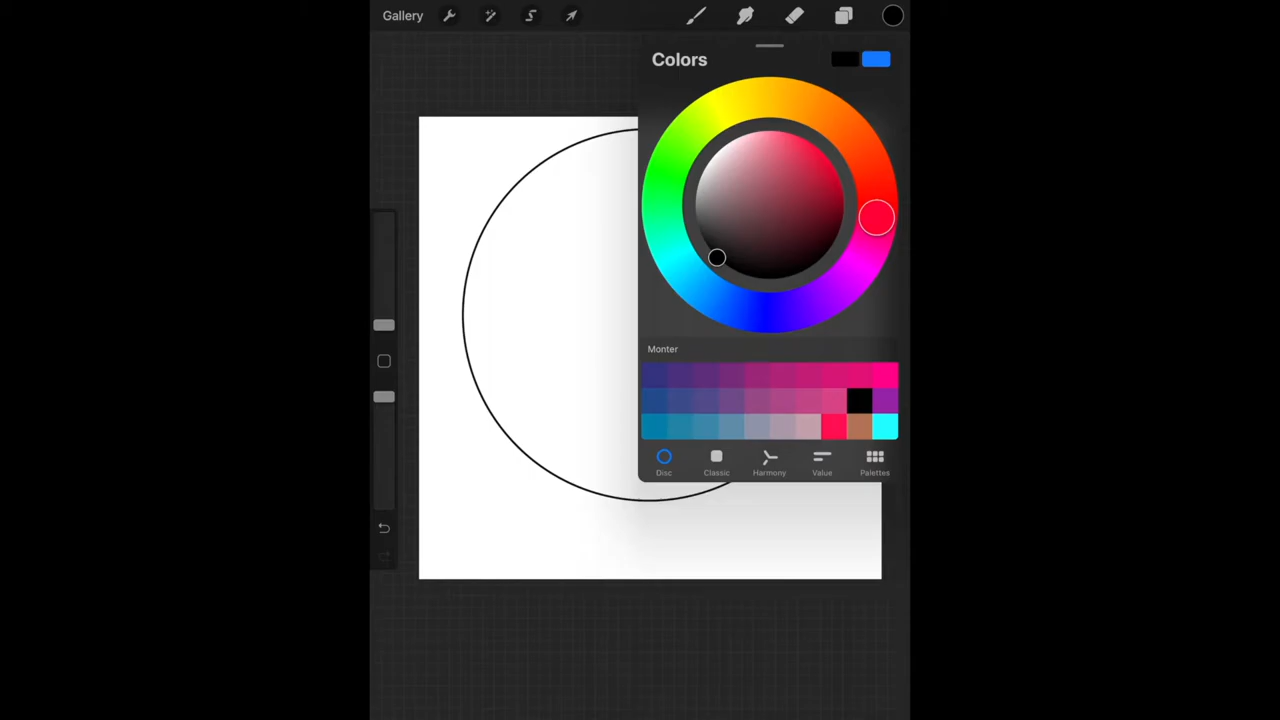 Gallery
Colors
Monter
Disc
Classic
Harmony
Value
Palettes